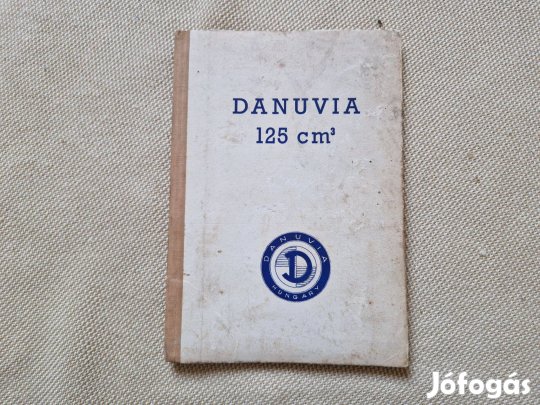 DANUVIA
125 cm³
DANUVIA
D
HUNGARY
Jófogás